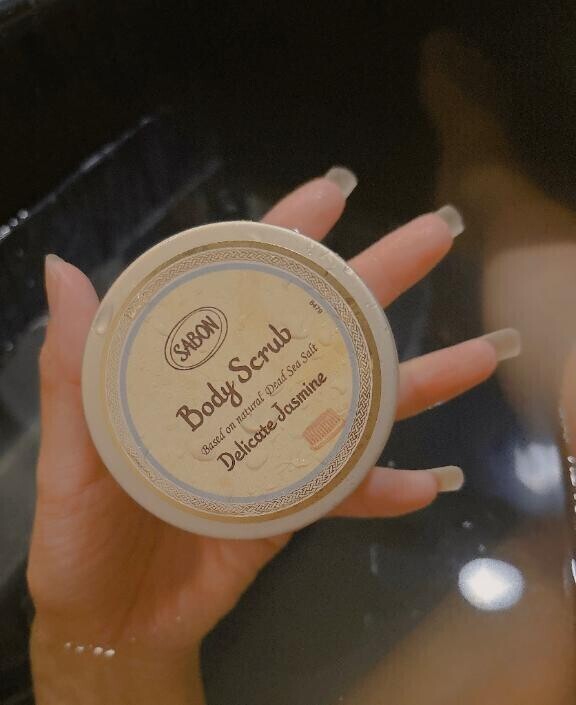 SABON
Body Scrub
Based on natural Dead Sea Salt
Delicate Jasmine